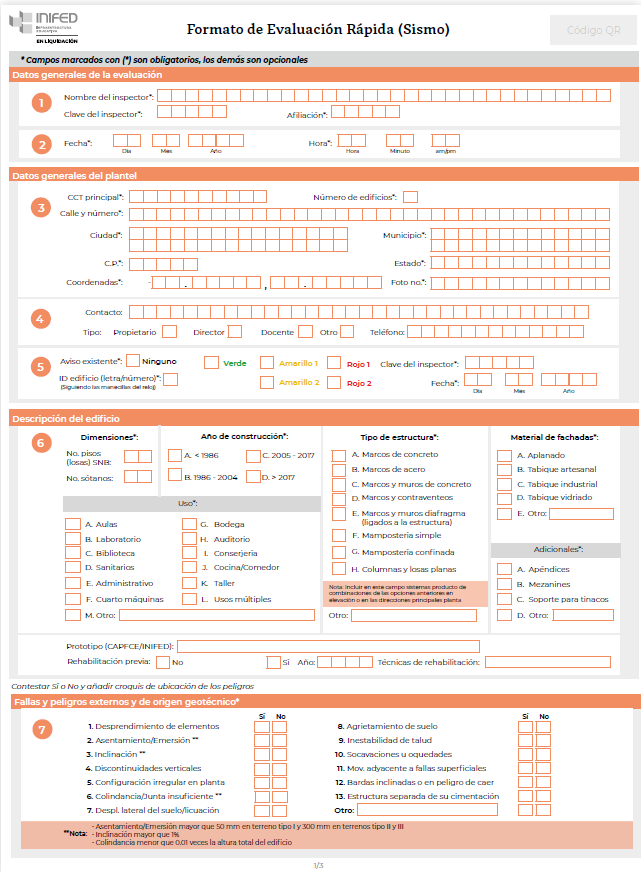 INIFED
EN LIQUIDACIÓN
Formato de Evaluación Rápida (Sismo)
Código QR
* Campos marcados con (*) son obligatorios, los demás son opcionales
Datos generales de la evaluación
1
Nombre del inspector*:
Clave del inspector*:
Afiliación*:
2
Fecha*:
Día Mes Año
Hora*:
Hora Minuto am/pm
Datos generales del plantel
3
CCT principal*:
Número de edificios*:
Calle y número*:
Ciudad*:
Municipio*:
C.P.*:
Estado*:
Coordenadas*: - . , .
Foto no.*:
4
Contacto:
Tipo: Propietario Director Docente Otro Teléfono:
5
Aviso existente*: Ninguno Verde Amarillo 1 Rojo 1 Clave del inspector*:
ID edificio (letra/número)*: Amarillo 2 Rojo 2 Fecha*:
(Siguiendo las manecillas del reloj)
Día Mes Año
Descripción del edificio
6
Dimensiones*:
No. pisos
(losas) SNB:
No. sótanos:
Año de construcción*:
A. < 1986 C. 2005 - 2017
B. 1986 - 2004 D. > 2017
Uso*:
A. Aulas G. Bodega
B. Laboratorio H. Auditorio
C. Biblioteca I. Conserjeria
D. Sanitarios J. Cocina/Comedor
E. Administrativo K. Taller
F. Cuarto máquinas L. Usos múltiples
M. Otro:
Tipo de estructura*:
A. Marcos de concreto
B. Marcos de acero
C. Marcos y muros de concreto
D. Marcos y contraventeos
E. Marcos y muros diafragma
(ligados a la estructura)
F. Mampostería simple
G. Mampostería confinada
H. Columnas y losas planas
Nota: Incluir en este campo sistemas producto de
combinaciones de las opciones anteriores en
elevación o en las direcciones principales planta
Otro:
Material de fachadas*:
A. Aplanado
B. Tabique artesanal
C. Tabique industrial
D. Tabique vidriado
E. Otro:
Adicionales*:
A. Apéndices
B. Mezanines
C. Soporte para tinacos
D. Otro:
Prototipo (CAPFCE/INIFED):
Rehabilitación previa: No Sí Año: Técnicas de rehabilitación:
Contestar Sí o No y añadir croquis de ubicación de los peligros
Fallas y peligros externos y de origen geotécnico*
7
Sí No
1. Desprendimiento de elementos
2. Asentamiento/Emersión **
3. Inclinación **
4. Discontinuidades verticales
5. Configuración irregular en planta
6. Colindancia/Junta insuficiente **
7. Despl. lateral del suelo/licuación
Sí No
8. Agrietamiento de suelo
9. Inestabilidad de talud
10. Socavaciones u oquedades
11. Mov. adyacente a fallas superficiales
12. Bardas inclinadas o en peligro de caer
13. Estructura separada de su cimentación
Otro:
**Nota:
- Asentamiento/Emersión mayor que 50 mm en terreno tipo I y 300 mm en terrenos tipo II y III
- Inclinación mayor que 1%
- Colindancia menor que 0.01 veces la altura total del edificio
1/3